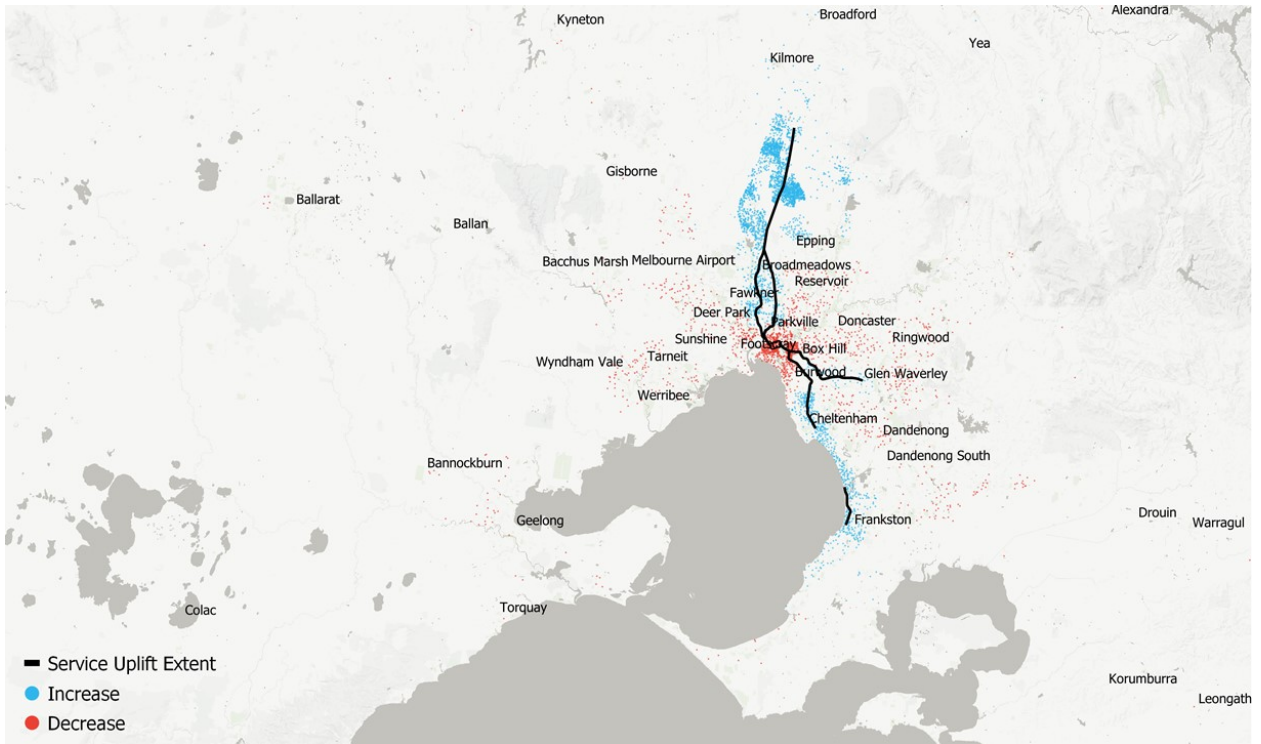 Kyneton
Broadford
Alexandra
Yea
Kilmore
Gisborne
Ballarat
Ballan
Epping
Bacchus Marsh
Melbourne Airport
Broadmeadows
Reservoir
Fawkner
Deer Park
Parkville
Doncaster
Sunshine
Footscray
Box Hill
Ringwood
Wyndham Vale
Tarneit
Burwood
Glen Waverley
Werribee
Cheltenham
Dandenong
Dandenong South
Bannockburn
Geelong
Frankston
Drouin
Warragul
Colac
Torquay
Korumburra
Leongath
Service Uplift Extent
Increase
Decrease